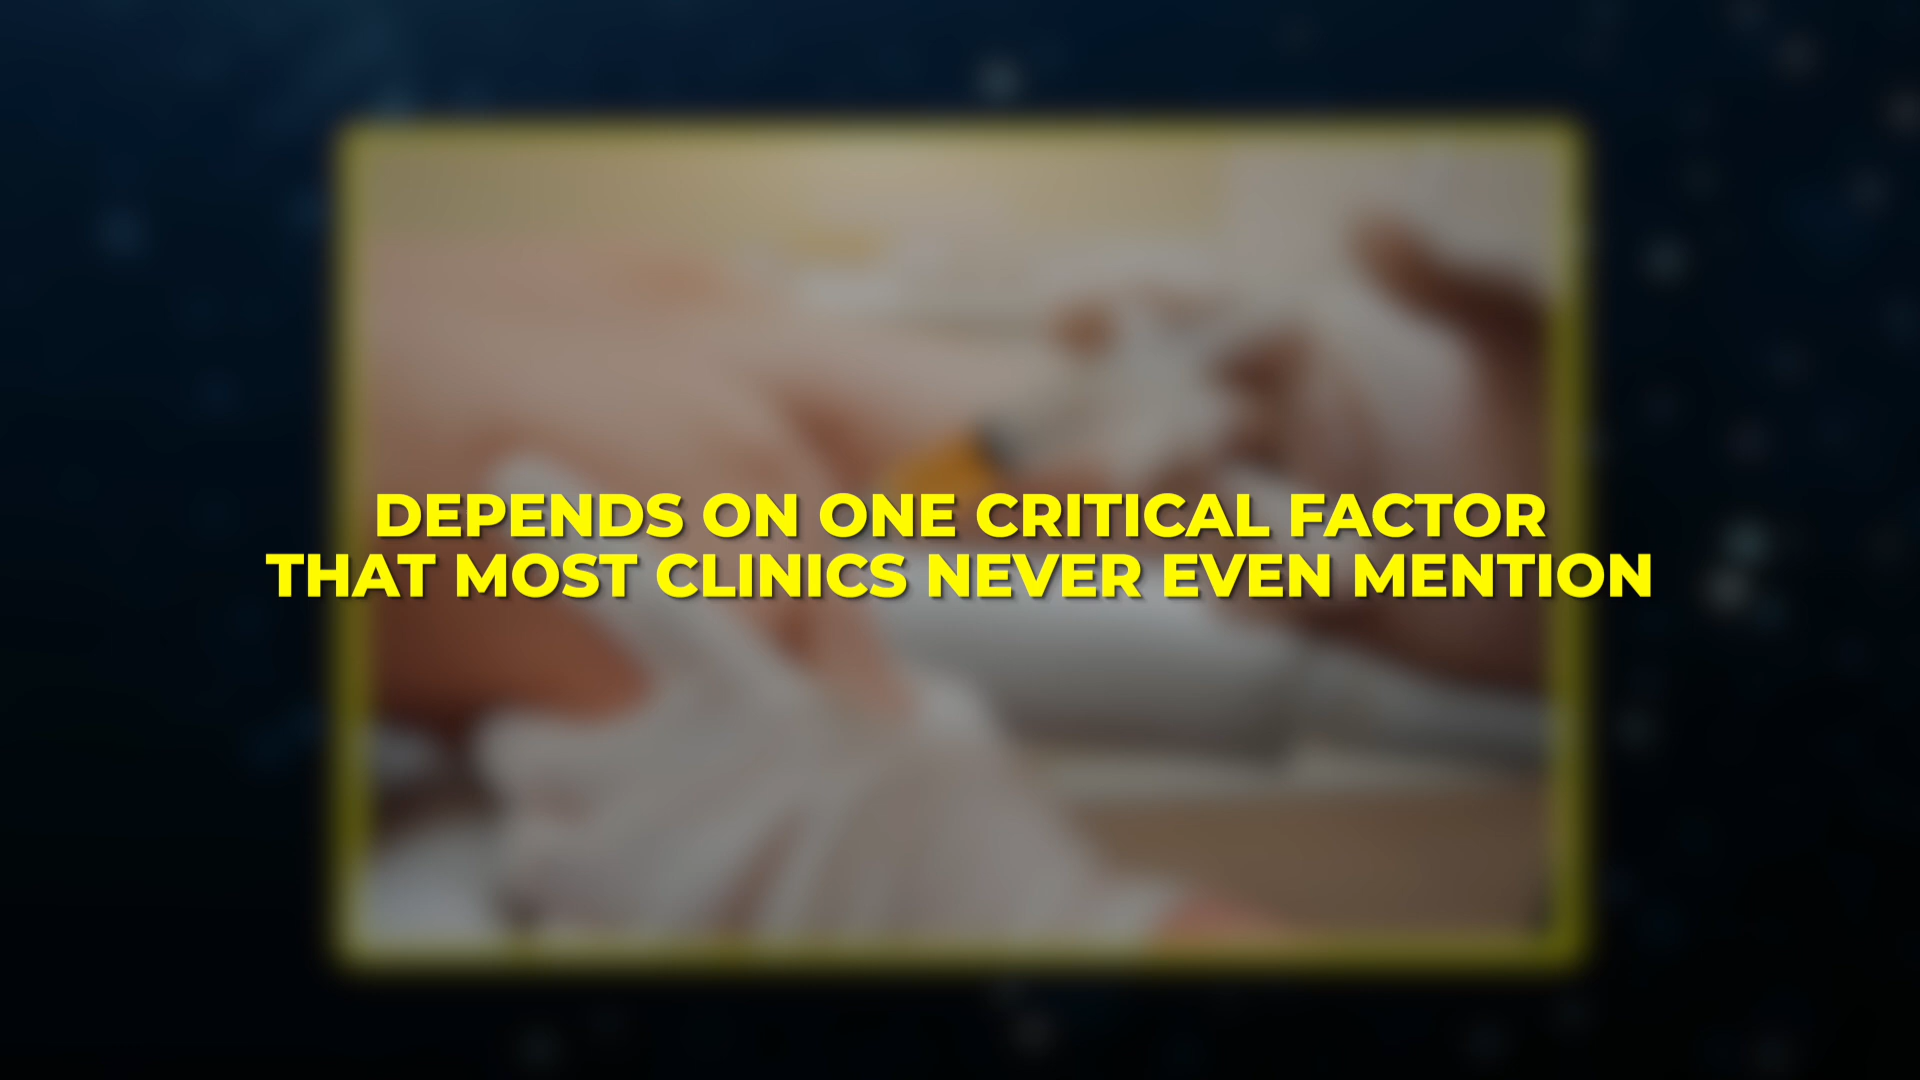 DEPENDS ON ONE CRITICAL FACTOR
THAT MOST CLINICS NEVER EVEN MENTION